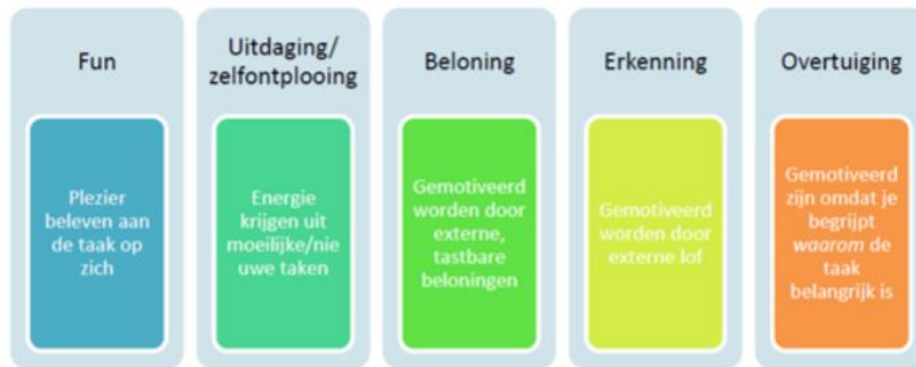 Fun
Plezier
beleven aan
de taak op
zich
Uitdaging/
zelfontplooing
Energie
krijgen uit
moeilijke/nie
uwe taken
Beloning
Gemotiveerd
worden door
externe,
tastbare
beloningen
Erkenning
Gemotiveerd
worden door
externe lof
Overtuiging
Gemotiveerd
zijn omdat je
begrijpt
waarom de
taak
belangrijk is